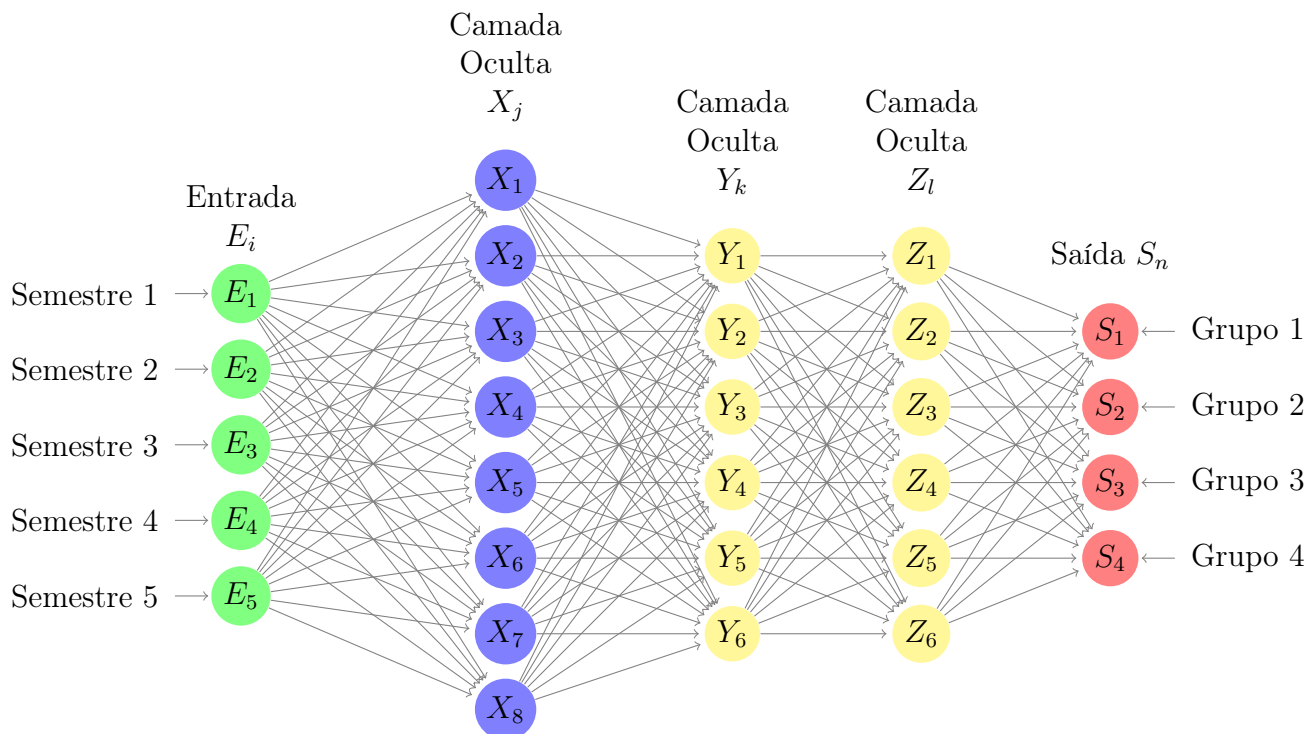 Camada
Oculta
X_j
Camada
Oculta
Y_k
Camada
Oculta
Z_l
Entrada
E_i
Saída S_n
Semestre 1
Semestre 2
Semestre 3
Semestre 4
Semestre 5
E_1
E_2
E_3
E_4
E_5
X_1
X_2
X_3
X_4
X_5
X_6
X_7
X_8
Y_1
Y_2
Y_3
Y_4
Y_5
Y_6
Z_1
Z_2
Z_3
Z_4
Z_5
Z_6
S_1
S_2
S_3
S_4
Grupo 1
Grupo 2
Grupo 3
Grupo 4